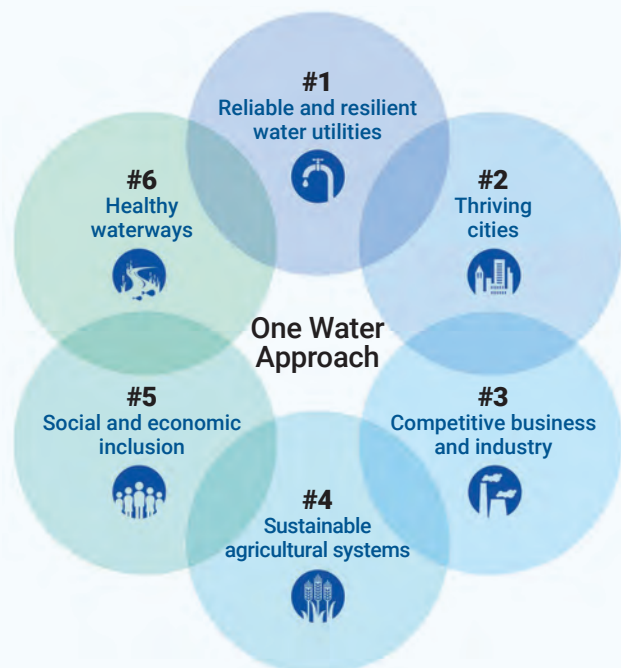 #1
Reliable and resilient
water utilities
#2
Thriving
cities
#3
Competitive business
and industry
#4
Sustainable
agricultural systems
#5
Social and economic
inclusion
#6
Healthy
waterways
One Water
Approach